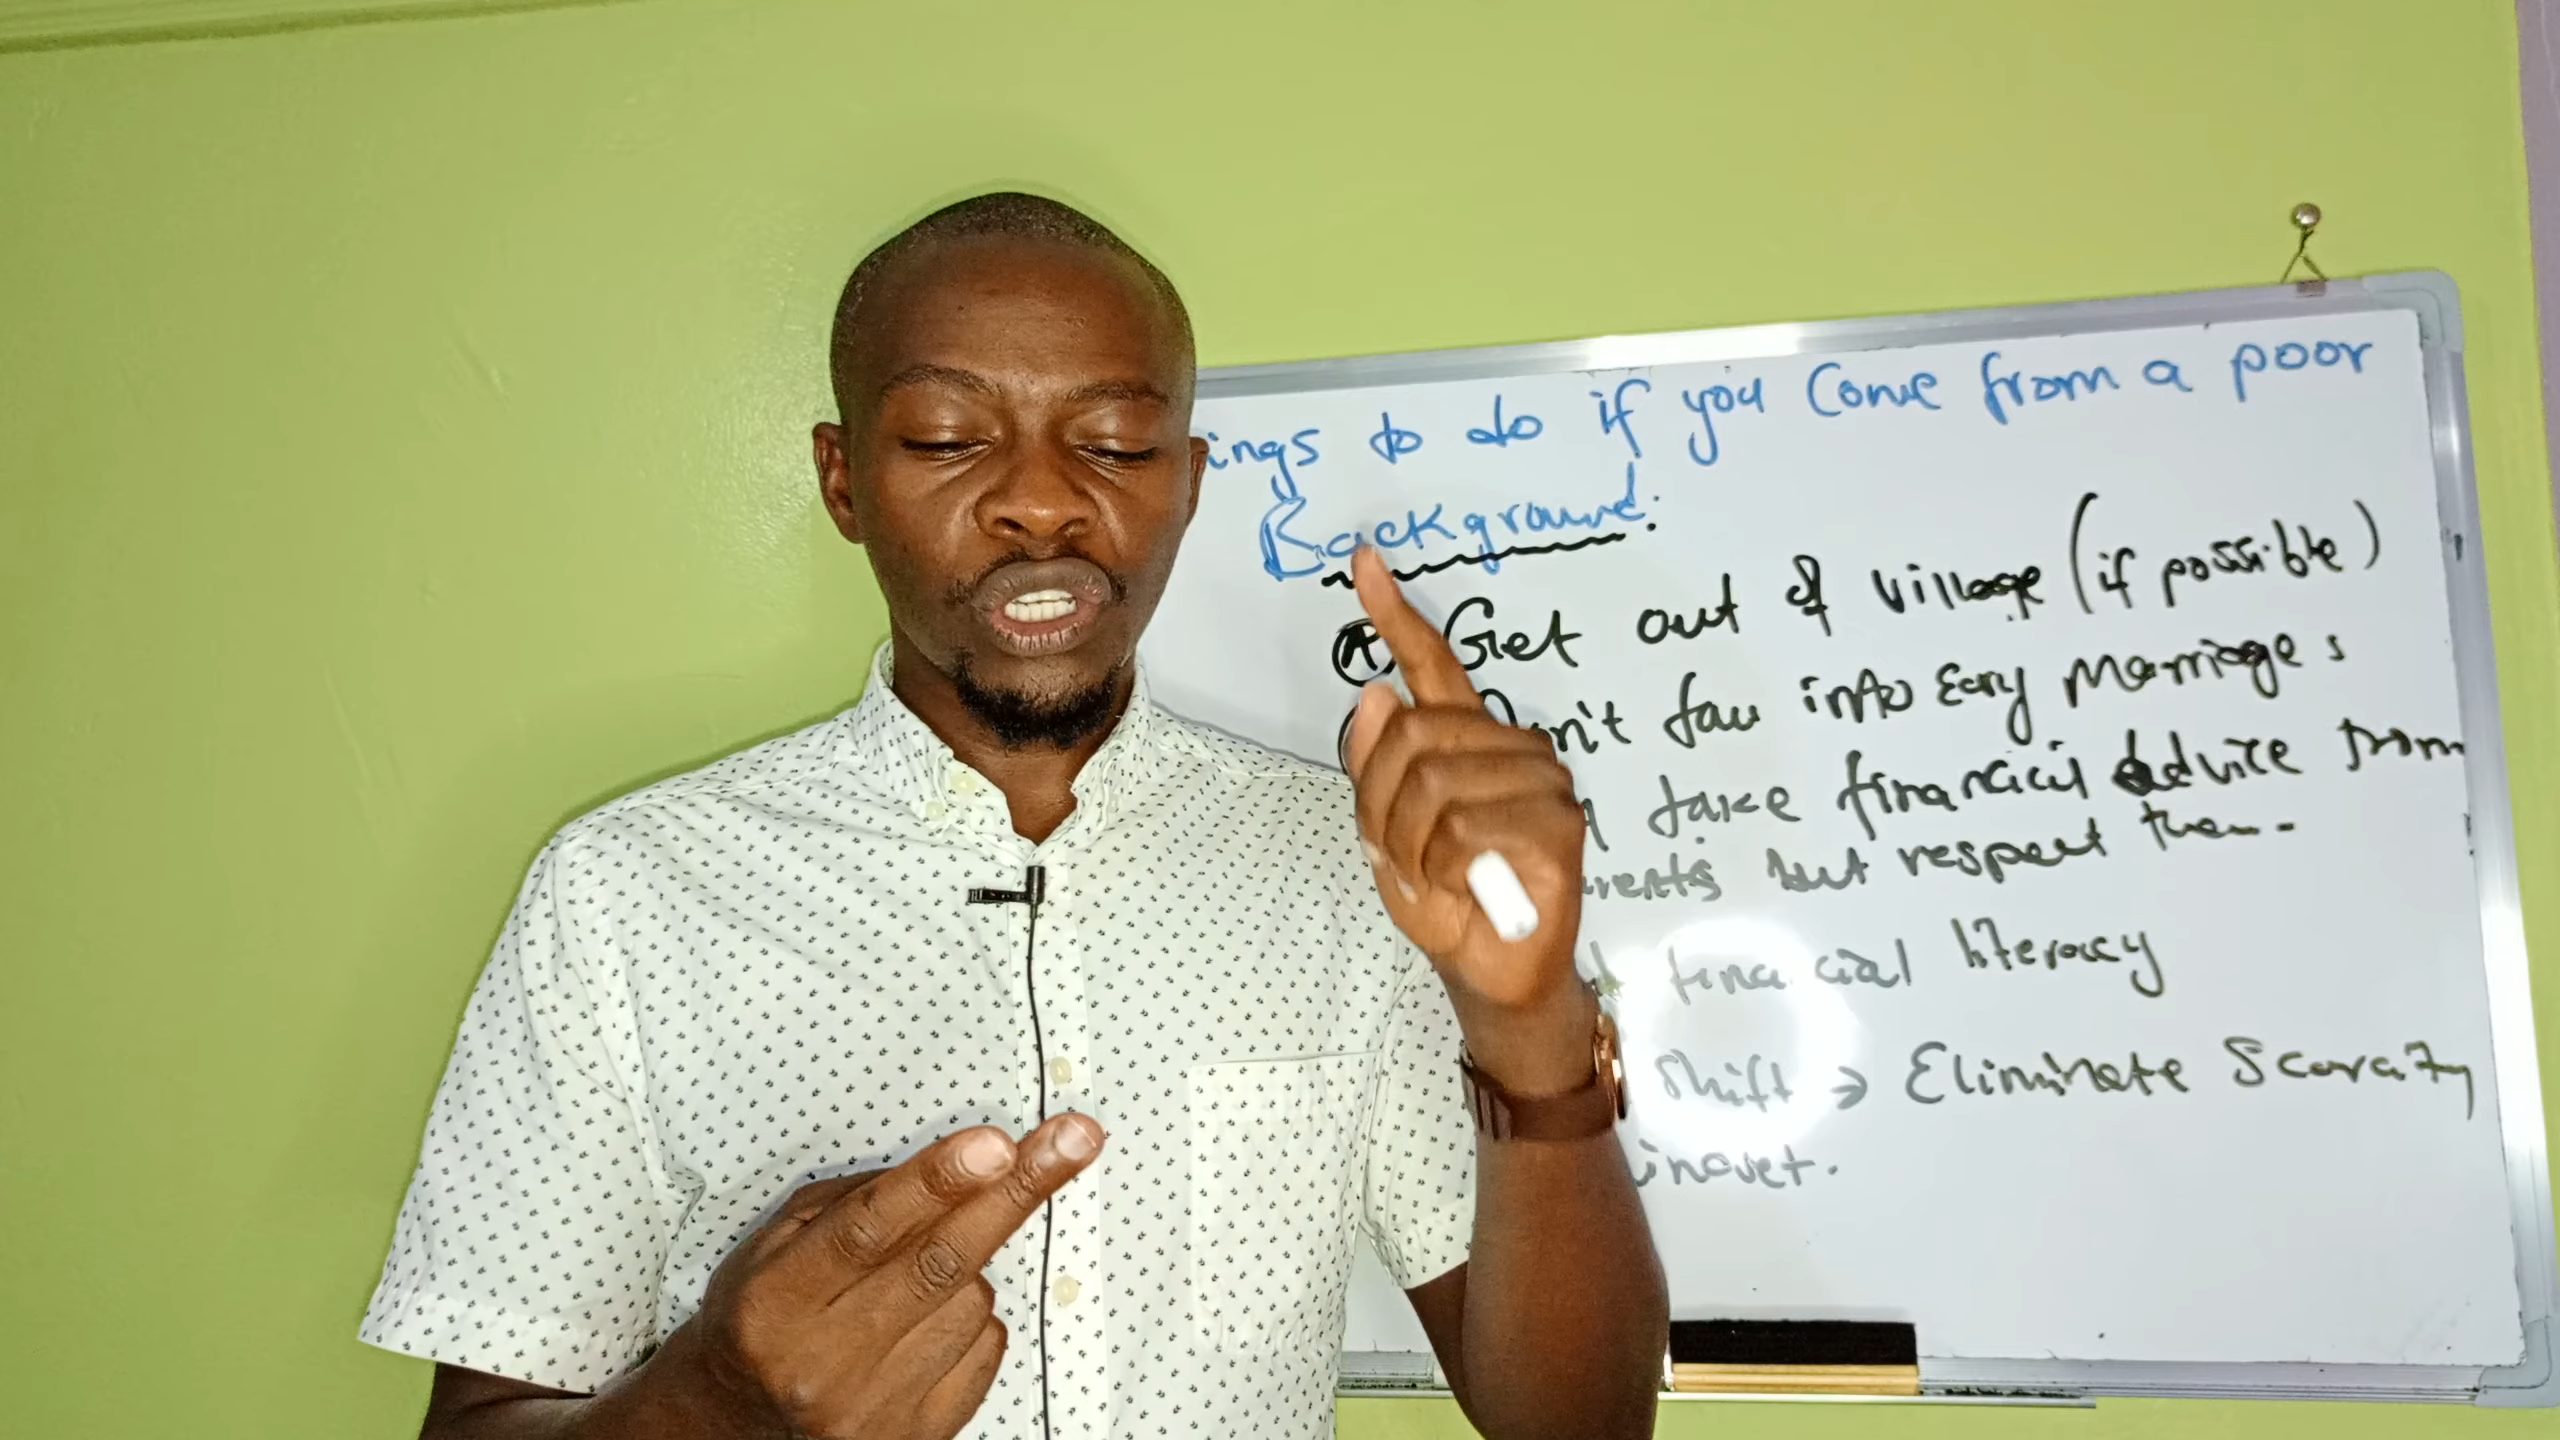 ings to do if you Come from a poor
Background:
(A) Get out of village (if possible)
n't fall into Early Marriages
take financial advice from
rents but respect them.
financial literacy
Shift → Eliminate Scarcity